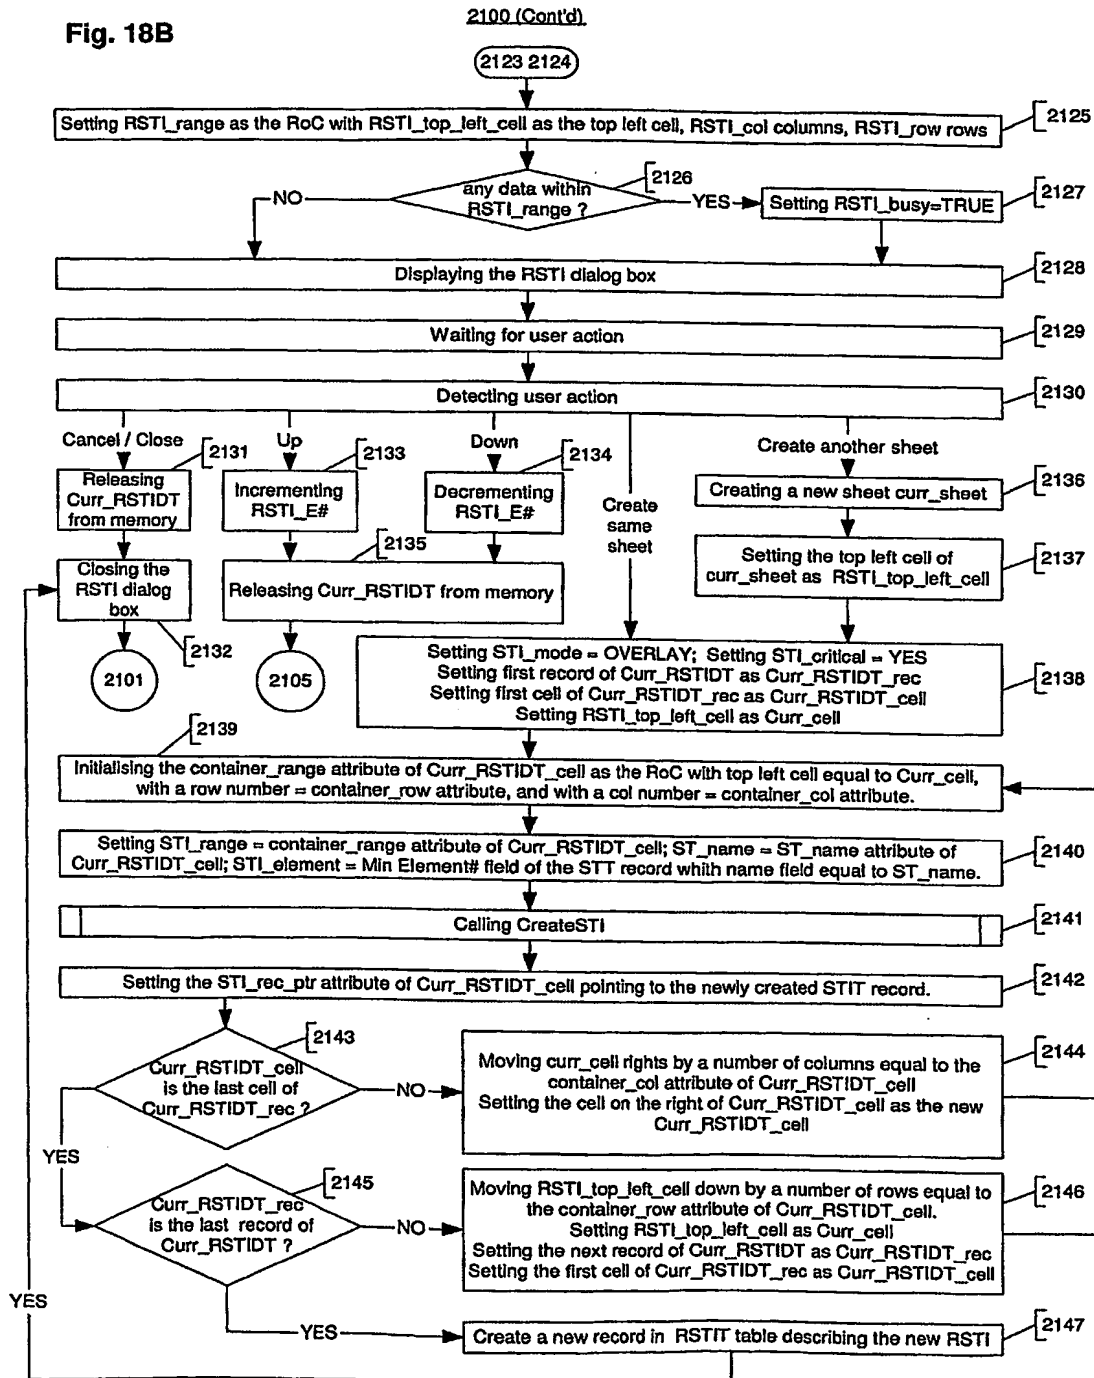 Fig. 18B
2100 (Cont'd)
2123 2124
Setting RSTI_range as the RoC with RSTI_top_left_cell as the top left cell, RSTI_col columns, RSTI_row rows
2125
any data within
RSTI_range ?
2126
NO
YES
Setting RSTI_busy=TRUE
2127
Displaying the RSTI dialog box
2128
Waiting for user action
2129
Detecting user action
2130
Cancel / Close
2131
Releasing
Curr_RSTIDT
from memory
Up
2133
Incrementing
RSTI_E#
Down
2134
Decrementing
RSTI_E#
Create
same
sheet
Create another sheet
2136
Creating a new sheet curr_sheet
2135
Closing the
RSTI dialog
box
Releasing Curr_RSTIDT from memory
Setting the top left cell of
curr_sheet as RSTI_top_left_cell
2137
2132
2101
2105
Setting STI_mode = OVERLAY; Setting STI_critical = YES
Setting first record of Curr_RSTIDT as Curr_RSTIDT_rec
Setting first cell of Curr_RSTIDT_rec as Curr_RSTIDT_cell
Setting RSTI_top_left_cell as Curr_cell
2138
2139
Initialising the container_range attribute of Curr_RSTIDT_cell as the RoC with top left cell equal to Curr_cell,
with a row number = container_row attribute, and with a col number = container_col attribute.
Setting STI_range = container_range attribute of Curr_RSTIDT_cell; ST_name = ST_name attribute of
Curr_RSTIDT_cell; STI_element = Min Element# field of the STT record whith name field equal to ST_name.
2140
Calling CreateSTI
2141
Setting the STI_rec_ptr attribute of Curr_RSTIDT_cell pointing to the newly created STIT record.
2142
2143
Curr_RSTIDT_cell
is the last cell of
Curr_RSTIDT_rec ?
NO
Moving curr_cell rights by a number of columns equal to the
container_col attribute of Curr_RSTIDT_cell
Setting the cell on the right of Curr_RSTIDT_cell as the new
Curr_RSTIDT_cell
2144
YES
2145
Curr_RSTIDT_rec
is the last record of
Curr_RSTIDT ?
NO
Moving RSTI_top_left_cell down by a number of rows equal to
the container_row attribute of Curr_RSTIDT_cell.
Setting RSTI_top_left_cell as Curr_cell
Setting the next record of Curr_RSTIDT as Curr_RSTIDT_rec
Setting the first cell of Curr_RSTIDT_rec as Curr_RSTIDT_cell
2146
YES
YES
Create a new record in RSTIT table describing the new RSTI
2147